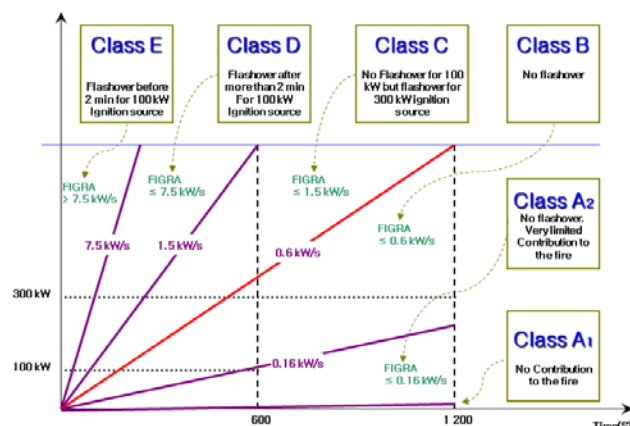 Class E
Flashover before
2 min for 100 kW
Ignition source
Class D
Flashover after
more than 2 min
For 100 kW
Ignition source
Class C
No Flashover for 100
kW but flashover for
300 kW ignition
source
Class B
No flashover
FIGRA
> 7.5 kW/s
FIGRA
≤ 7.5 kW/s
FIGRA
≤ 1.5 kW/s
FIGRA
≤ 0.6 kW/s
Class A2
No flashover.
Very limited
Contribution to
the fire
7.5 kW/s
1.5 kW/s
0.6 kW/s
300 kW
100 kW
0.16 kW/s
FIGRA
≤ 0.16 kW/s
Class A1
No Contribution
to the fire
600
1 200
Time(S)